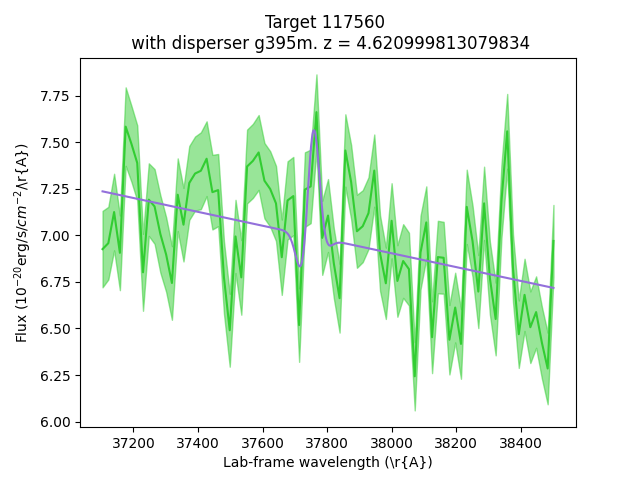 Target 117560
with disperser g395m. z = 4.620999813079834
Flux (10⁻²⁰erg/s/cm⁻²/\r{A})
7.75
7.50
7.25
7.00
6.75
6.50
6.25
6.00
37200 37400 37600 37800 38000 38200 38400
Lab-frame wavelength (\r{A})